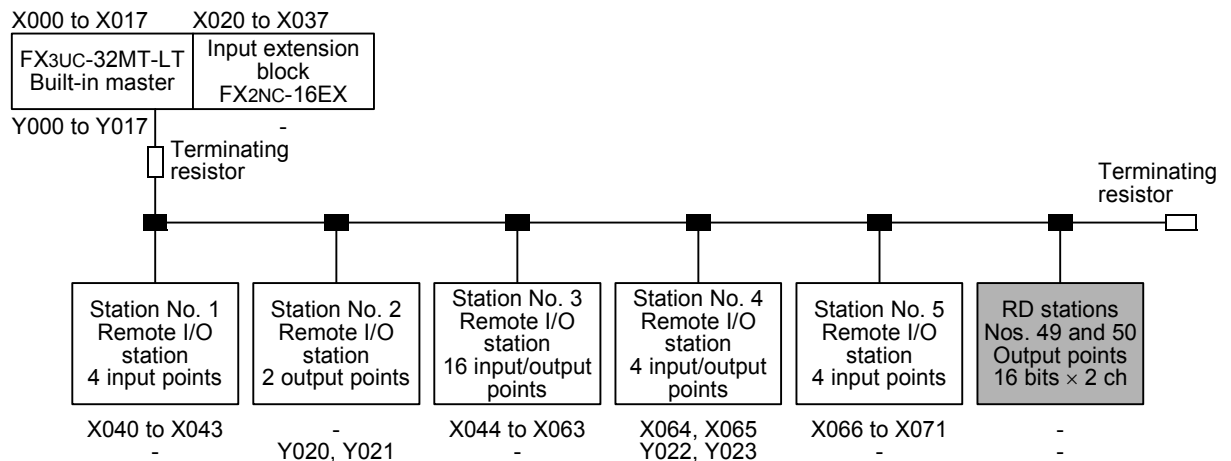 X000 to X017
X020 to X037
FX3UC-32MT-LT
Built-in master
Input extension
block
FX2NC-16EX
Y000 to Y017
-
Terminating
resistor
Terminating
resistor
Station No. 1
Remote I/O
station
4 input points
Station No. 2
Remote I/O
station
2 output points
Station No. 3
Remote I/O
station
16 input/output
points
Station No. 4
Remote I/O
station
4 input/output
points
Station No. 5
Remote I/O
station
4 input points
RD stations
Nos. 49 and 50
Output points
16 bits × 2 ch
X040 to X043
-
-
Y020, Y021
X044 to X063
-
X064, X065
Y022, Y023
X066 to X071
-
-
-